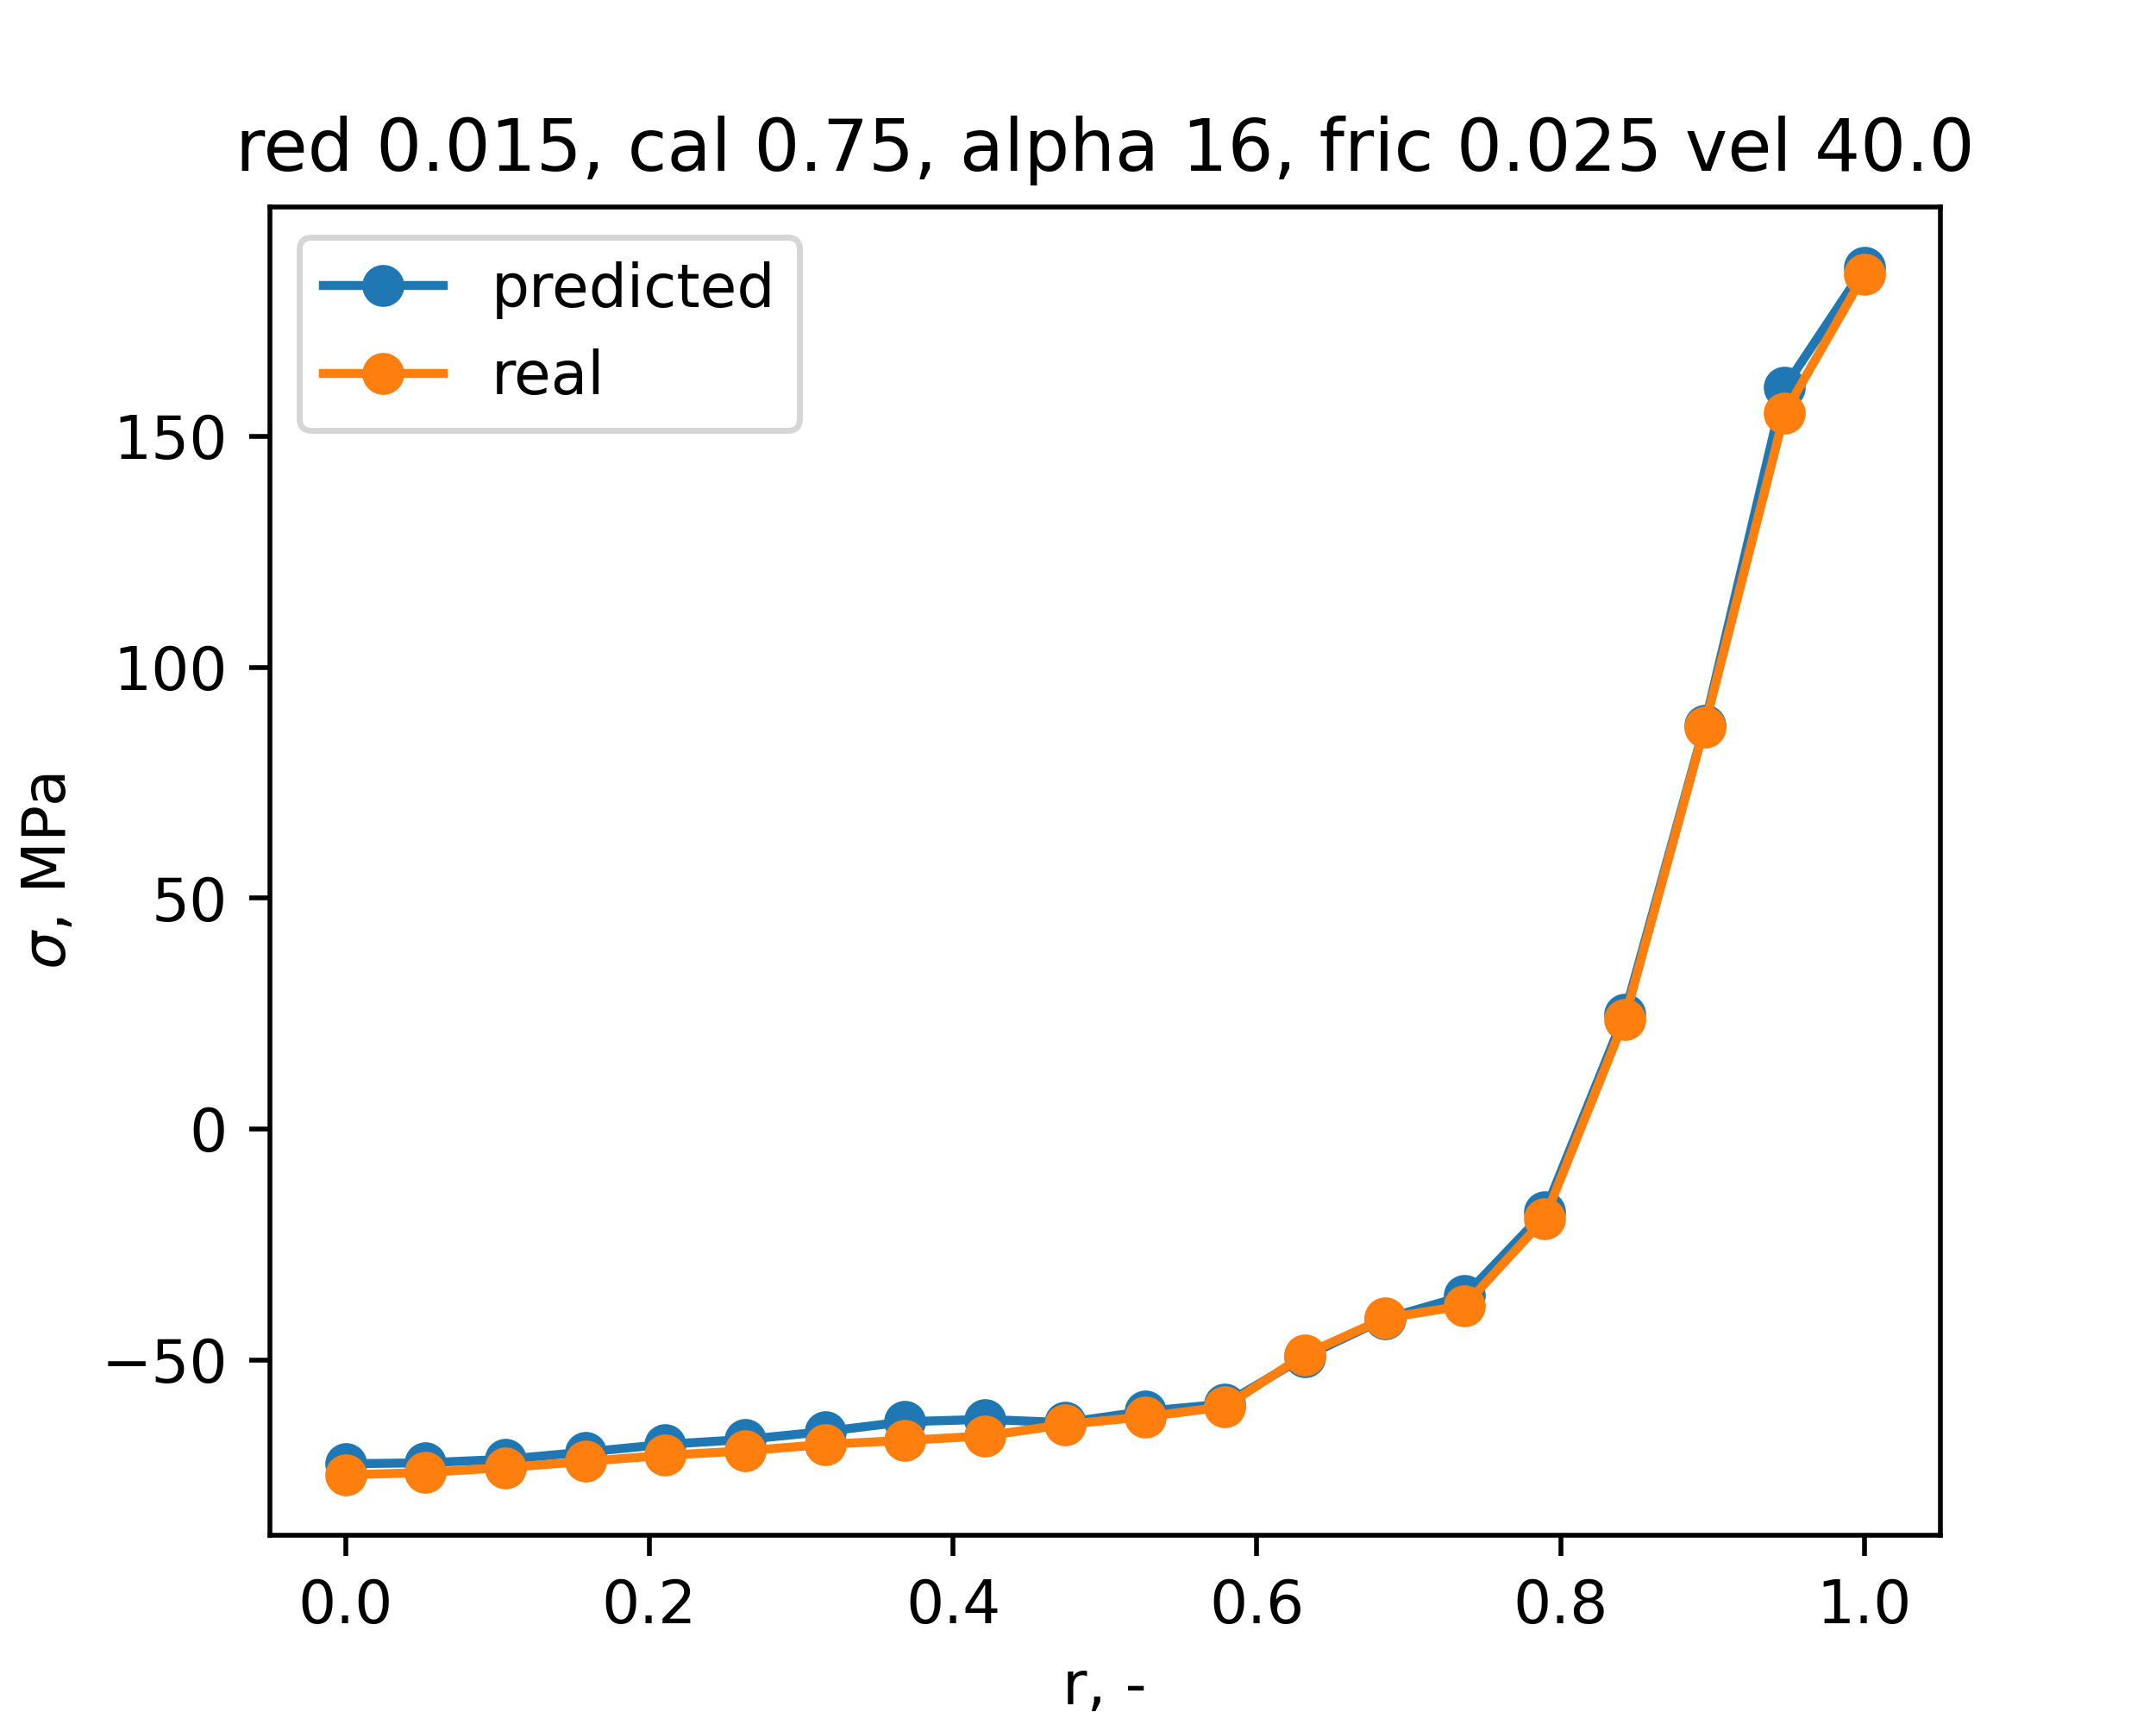 red 0.015, cal 0.75, alpha 16, fric 0.025 vel 40.0
predicted
real
150
100
50
0
−50
σ, MPa
0.0 0.2 0.4 0.6 0.8 1.0
r, -